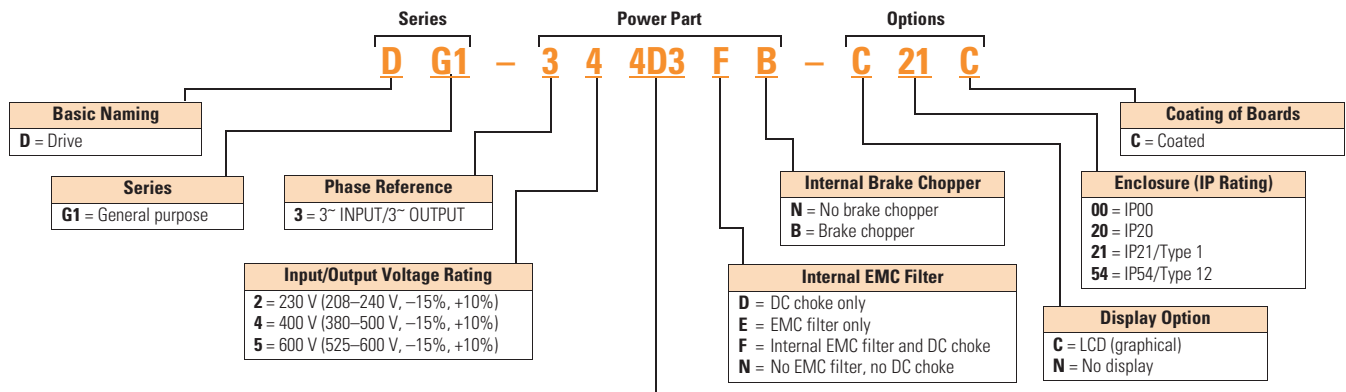 Series
Power Part
Options
D G1 – 3 4 4D3 F B – C 21 C
Basic Naming
D = Drive
Series
G1 = General purpose
Phase Reference
3 = 3~ INPUT/3~ OUTPUT
Input/Output Voltage Rating
2 = 230 V (208–240 V, –15%, +10%)
4 = 400 V (380–500 V, –15%, +10%)
5 = 600 V (525–600 V, –15%, +10%)
Internal Brake Chopper
N = No brake chopper
B = Brake chopper
Internal EMC Filter
D = DC choke only
E = EMC filter only
F = Internal EMC filter and DC choke
N = No EMC filter, no DC choke
Coating of Boards
C = Coated
Enclosure (IP Rating)
00 = IP00
20 = IP20
21 = IP21/Type 1
54 = IP54/Type 12
Display Option
C = LCD (graphical)
N = No display